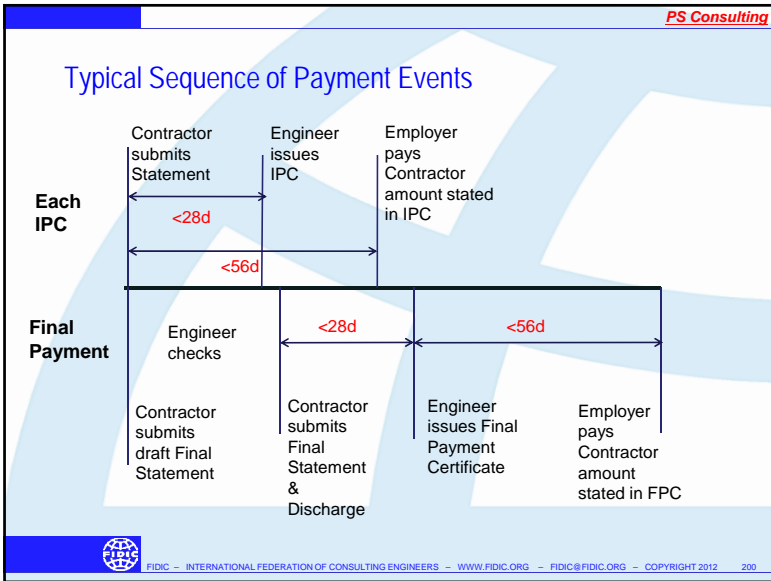 PS Consulting
Typical Sequence of Payment Events
Contractor
submits
Statement
Engineer
issues
IPC
Employer
pays
Contractor
amount stated
in IPC
Each
IPC
<28d
<56d
Final
Payment
Engineer
checks
<28d
<56d
Contractor
submits
draft Final
Statement
Contractor
submits
Final
Statement
&
Discharge
Engineer
issues Final
Payment
Certificate
Employer
pays
Contractor
amount
stated in FPC
FIDIC
FIDIC – INTERNATIONAL FEDERATION OF CONSULTING ENGINEERS – WWW.FIDIC.ORG – FIDIC@FIDIC.ORG – COPYRIGHT 2012 200